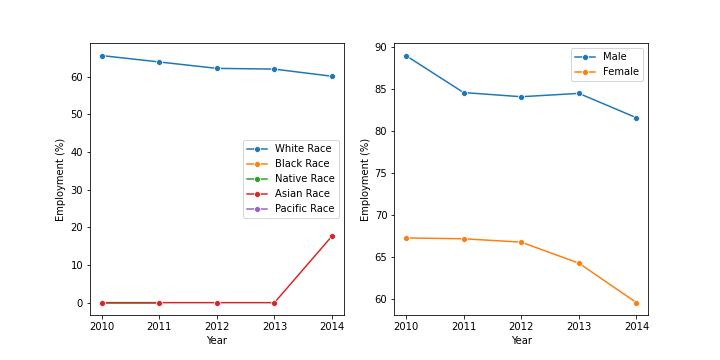 Employment (%)
60
50
40
30
20
10
0
2010 2011 2012 2013 2014
Year
White Race
Black Race
Native Race
Asian Race
Pacific Race
Employment (%)
90
85
80
75
70
65
60
2010 2011 2012 2013 2014
Year
Male
Female